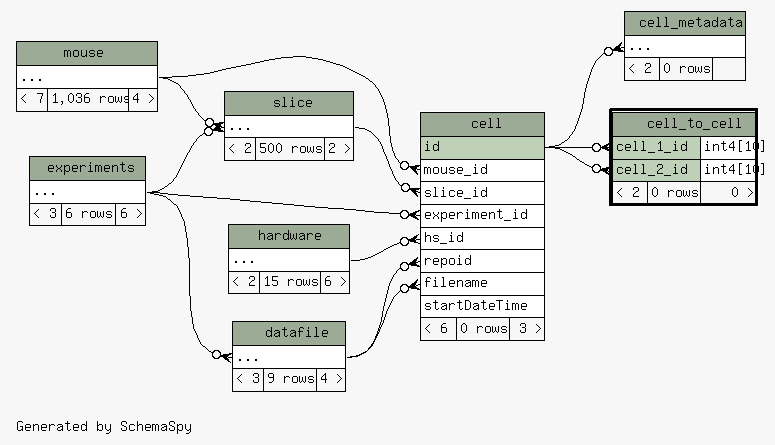 mouse
...
< 7 1,036 rows 4 >
experiments
...
< 3 6 rows 6 >
slice
...
< 2 500 rows 2 >
hardware
...
< 2 15 rows 6 >
datafile
...
< 3 9 rows 4 >
cell
id
mouse_id
slice_id
experiment_id
hs_id
repoid
filename
startDateTime
< 6 0 rows 3 >
cell_metadata
...
< 2 0 rows
cell_to_cell
cell_1_id int4[10]
cell_2_id int4[10]
< 2 0 rows 0 >
Generated by SchemaSpy